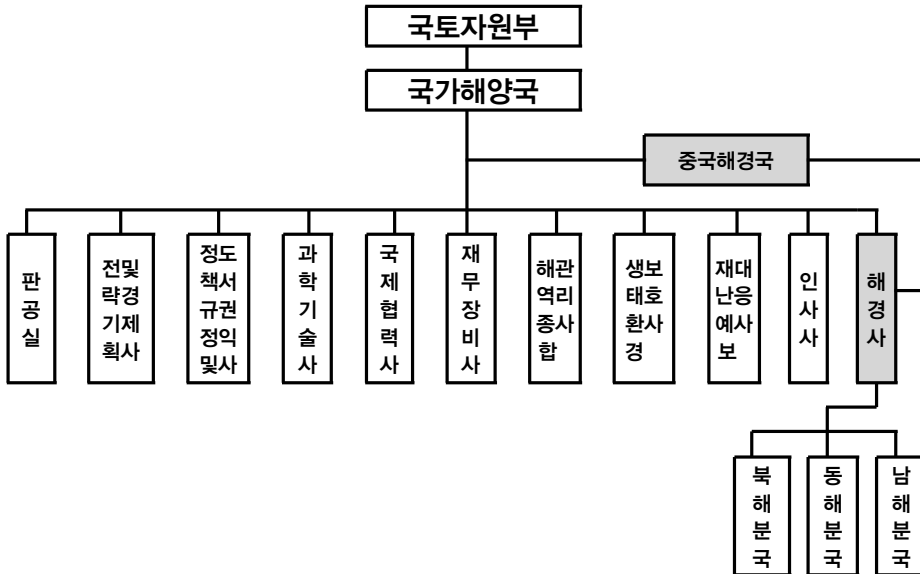 국토자원부
국가해양국
중국해경국
판공실
전략기획
및경제사
정책규정및
도서권익사
과학기술사
국제협력사
재무장비사
해역종합
관리사
생태환경
보호사
재난예보
대응사
인사사
해경사
북해분국
동해분국
남해분국